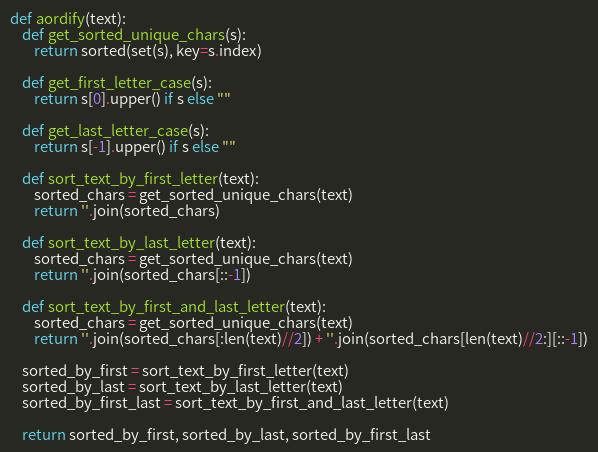 def aordify(text):
    def get_sorted_unique_chars(s):
        return sorted(set(s), key=s.index)

    def get_first_letter_case(s):
        return s[0].upper() if s else ""

    def get_last_letter_case(s):
        return s[-1].upper() if s else ""

    def sort_text_by_first_letter(text):
        sorted_chars = get_sorted_unique_chars(text)
        return ''.join(sorted_chars)

    def sort_text_by_last_letter(text):
        sorted_chars = get_sorted_unique_chars(text)
        return ''.join(sorted_chars[::-1])

    def sort_text_by_first_and_last_letter(text):
        sorted_chars = get_sorted_unique_chars(text)
        return ''.join(sorted_chars[:len(text)//2]) + ''.join(sorted_chars[len(text)//2:][::-1])

    sorted_by_first = sort_text_by_first_letter(text)
    sorted_by_last = sort_text_by_last_letter(text)
    sorted_by_first_last = sort_text_by_first_and_last_letter(text)

    return sorted_by_first, sorted_by_last, sorted_by_first_last